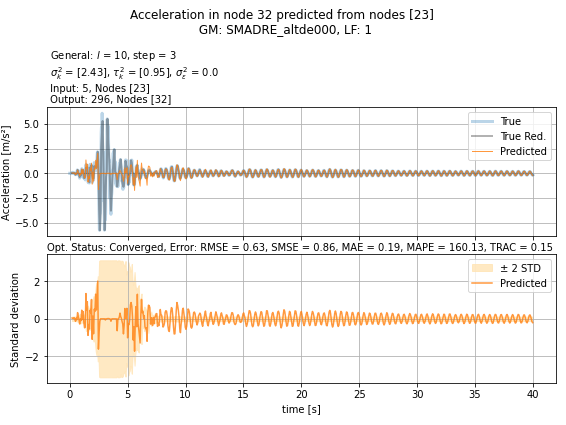 Acceleration in node 32 predicted from nodes [23]
GM: SMADRE_altde000, LF: 1
General: l = 10, step = 3
σ²ₖ = [2.43], τ²ₖ = [0.95], σ²ε = 0.0
Input: 5, Nodes [23]
Output: 296, Nodes [32]
Acceleration [m/s²]
5.0
2.5
0.0
−2.5
−5.0
True
True Red.
Predicted
Opt. Status: Converged, Error: RMSE = 0.63, SMSE = 0.86, MAE = 0.19, MAPE = 160.13, TRAC = 0.15
Standard deviation
2
0
−2
± 2 STD
Predicted
0 5 10 15 20 25 30 35 40
time [s]